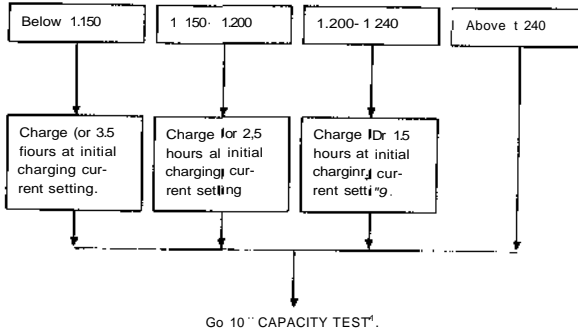 Below 1.150
1 150· 1.200
1.200- 1 240
Above t 240
Charge (or 3.5
fiours at initial
charging cur-
rent setting.
Charge lor 2,5
hours al initial
charging cur-
rent setting
Charge IDr 1.5
hours at initial
charginr, cur-
rent setti"9.
Go 10 ¨ CAPACITY TEST".